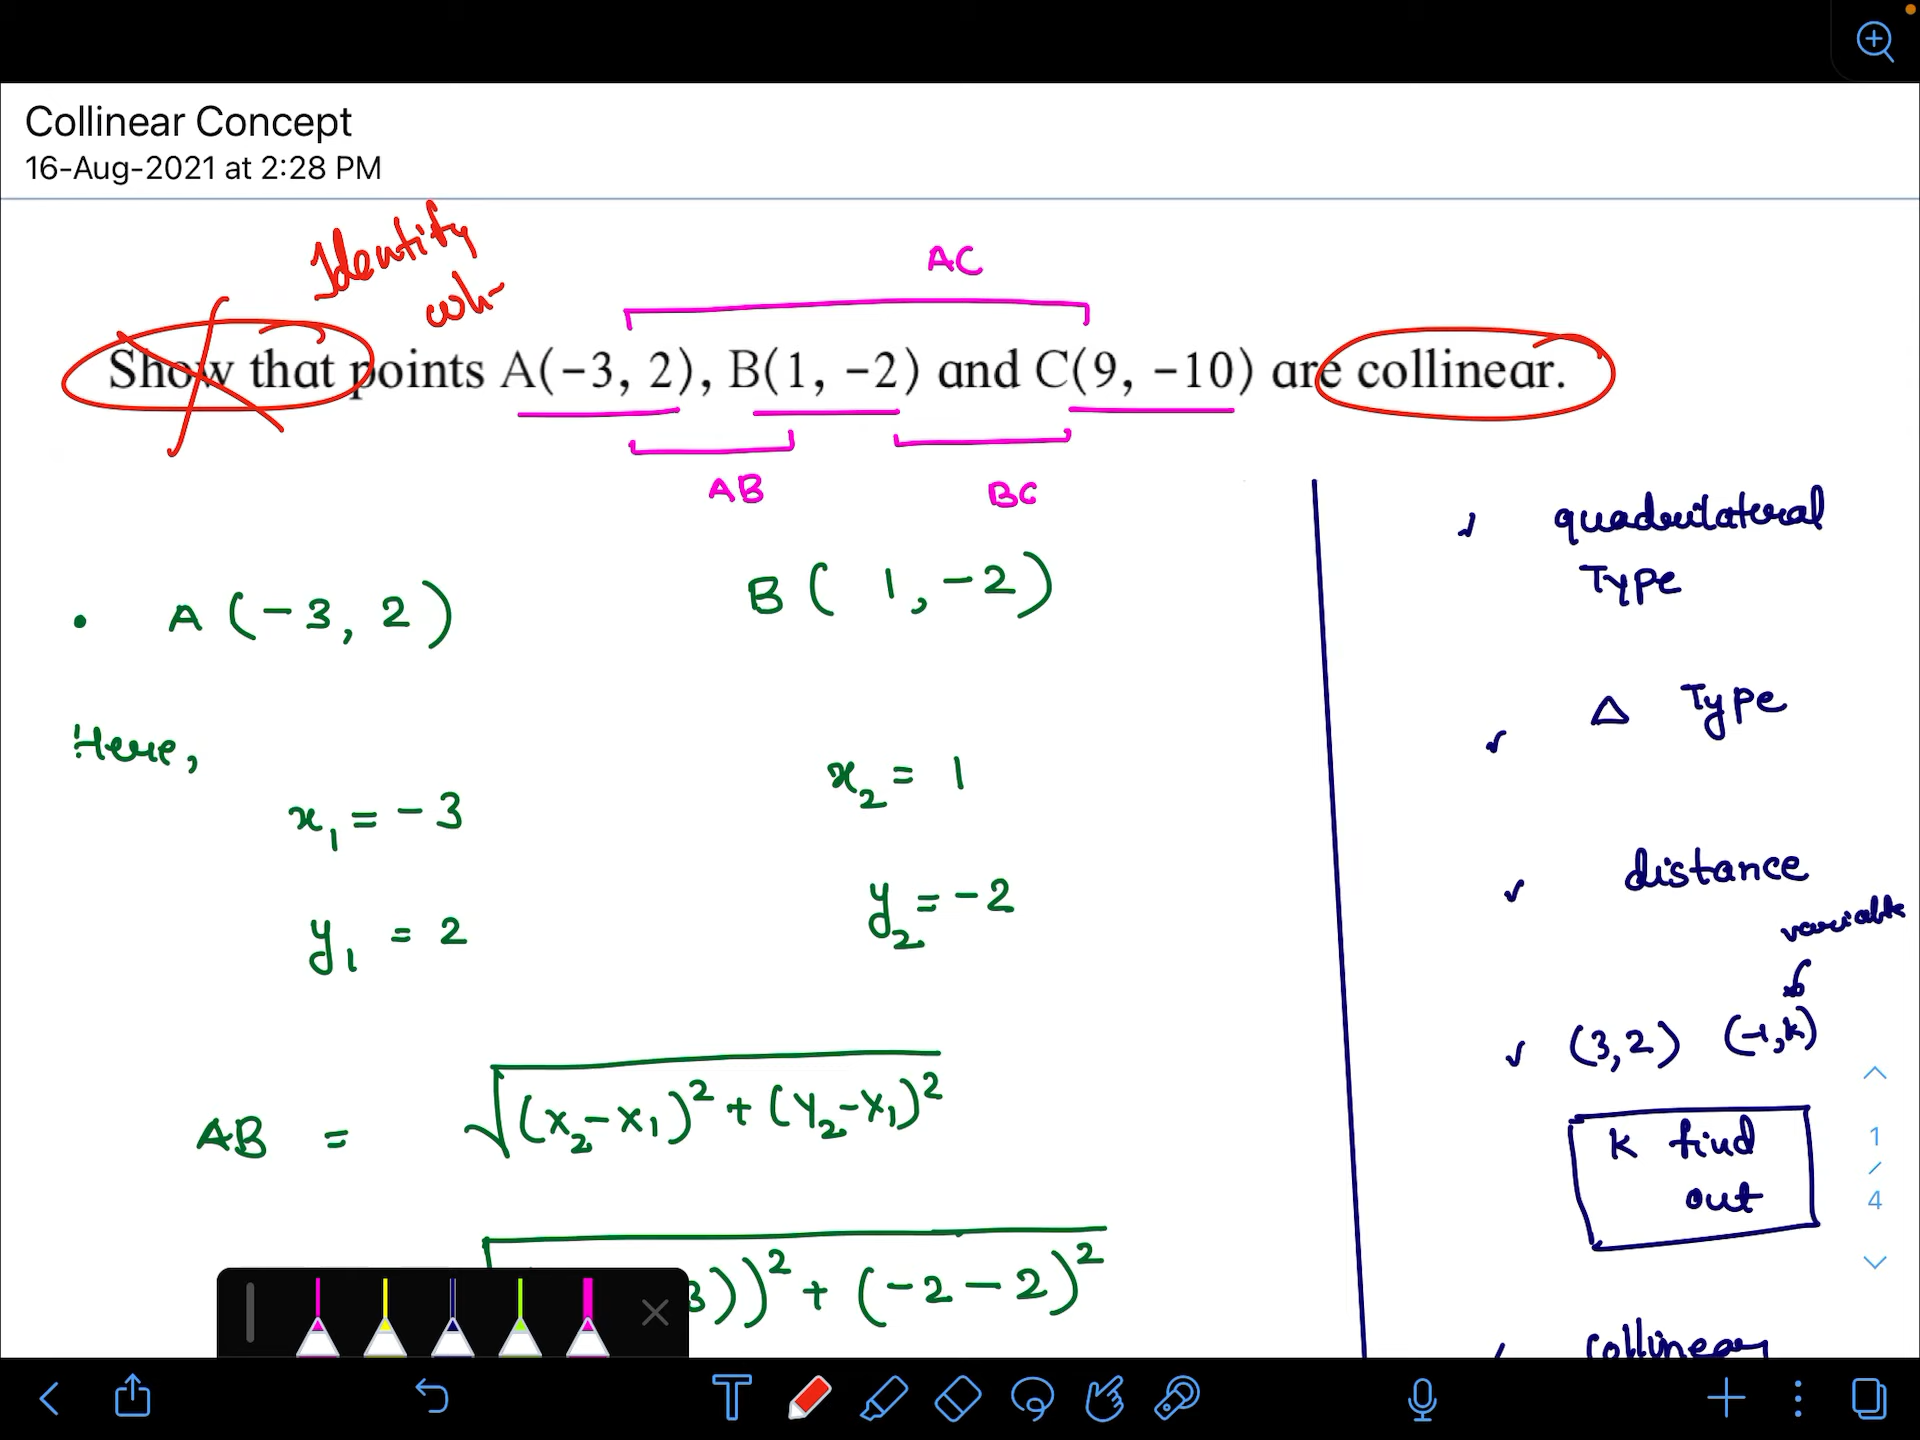 Collinear Concept
16-Aug-2021 at 2:28 PM
Identify
AC
Show that points A(−3, 2), B(1, −2) and C(9, −10) are collinear.
AB
BC
quadrilateral
Type
• A (-3, 2)
B ( 1, -2)
Δ Type
Here,
x₁ = -3
x₂ = 1
distance
y₁ = 2
y₂ = -2
variable
✓ (3,2) (-1,k)
AB = √(x₂-x₁)² + (y₂-y₁)²
k find
out
1
/
4
3))² + (-2-2)²
collinear
T